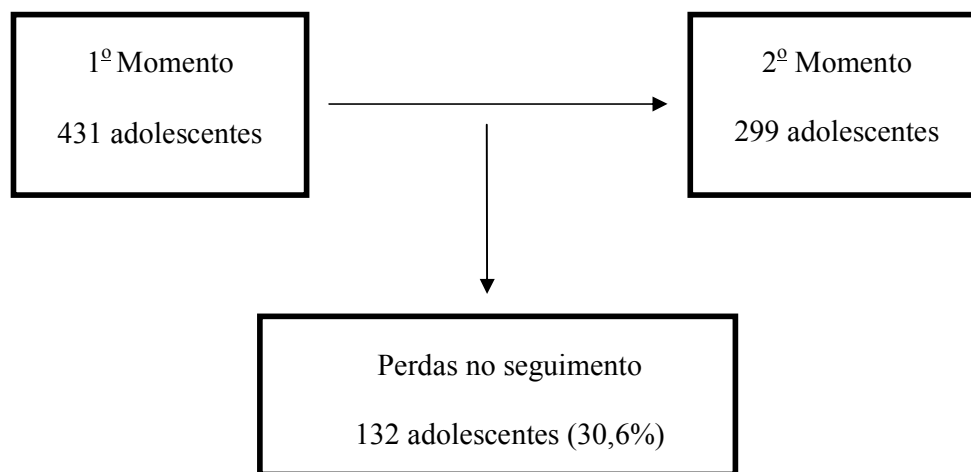 1º Momento
431 adolescentes
2º Momento
299 adolescentes
Perdas no seguimento
132 adolescentes (30,6%)